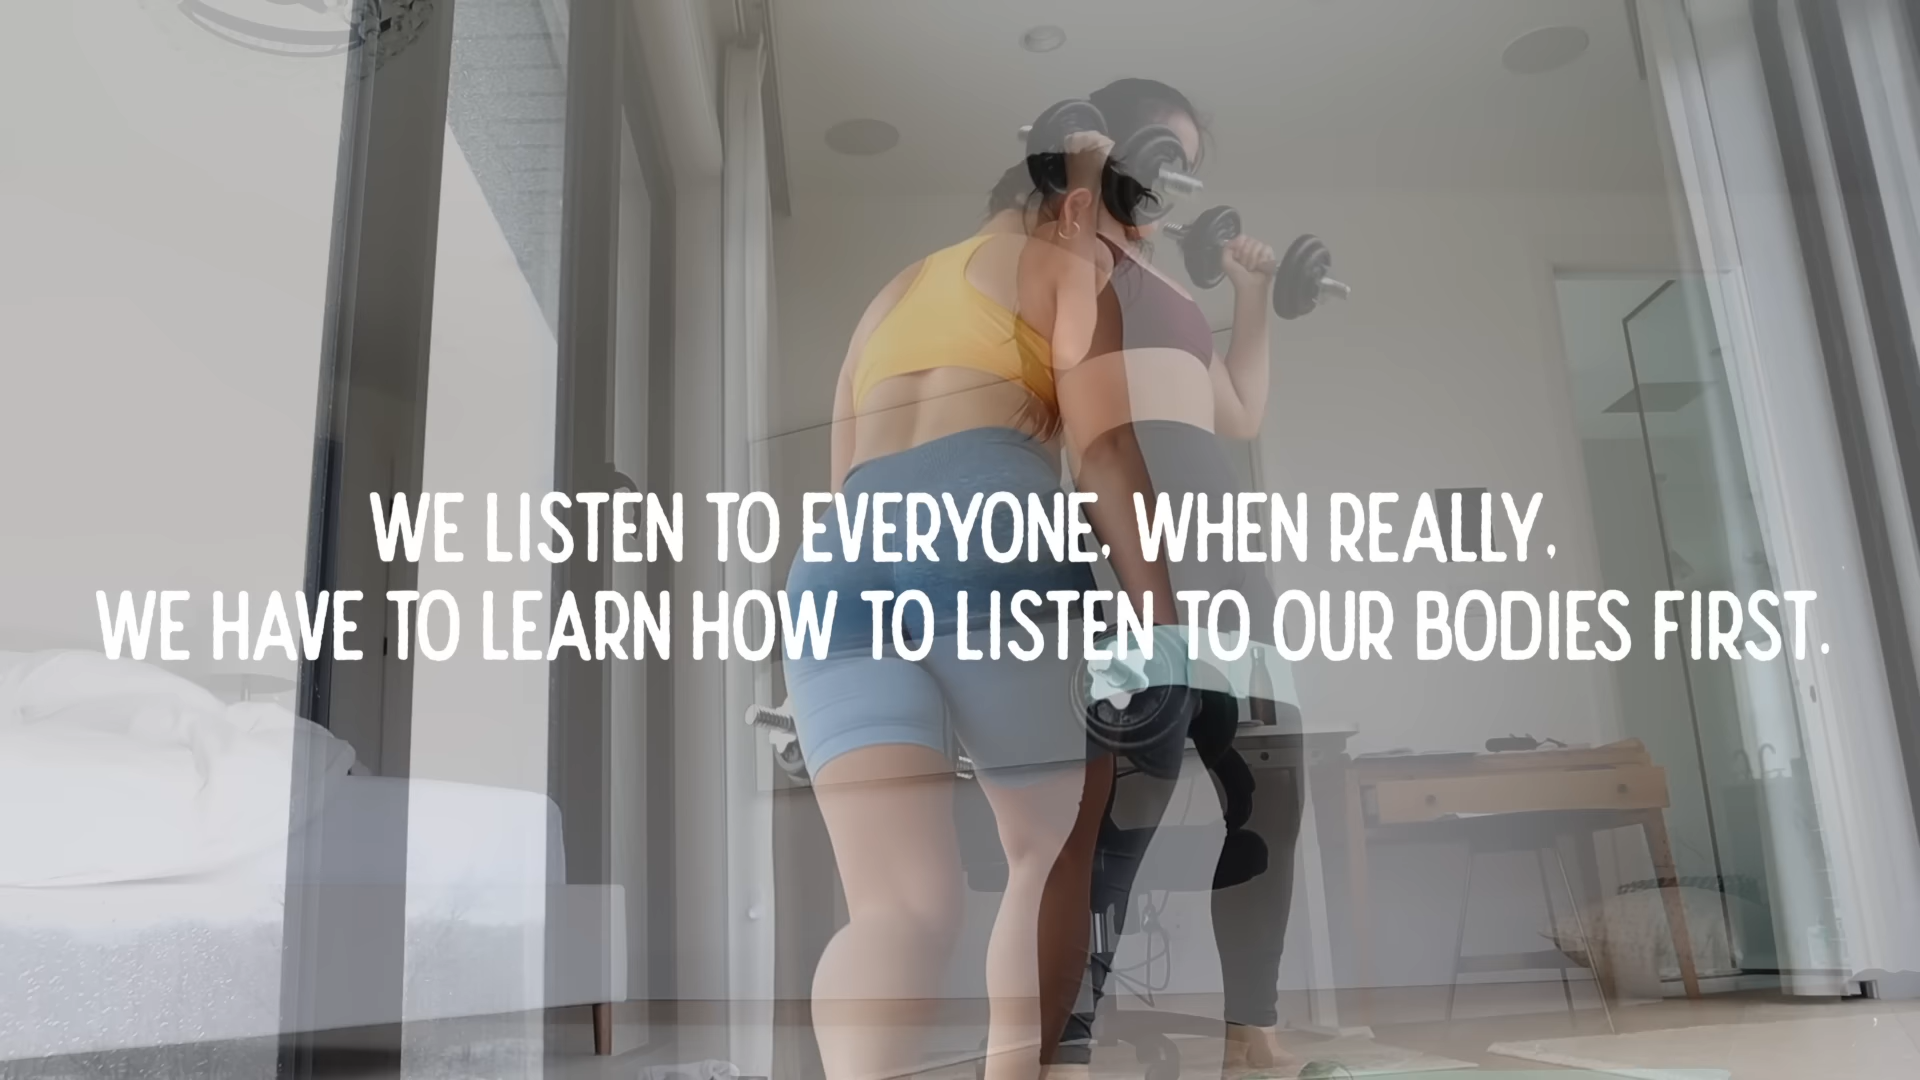 WE LISTEN TO EVERYONE, WHEN REALLY,
WE HAVE TO LEARN HOW TO LISTEN TO OUR BODIES FIRST.